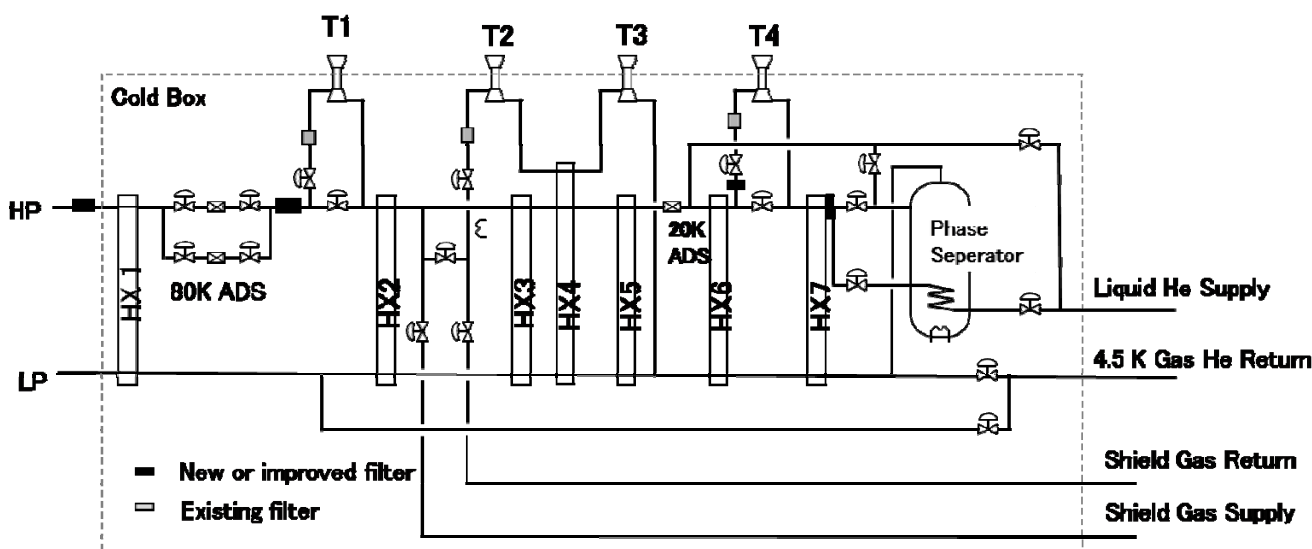 T1
T2
T3
T4
Cold Box
HP
HX1
80K ADS
HX2
HX3
HX4
HX5
20K
ADS
HX6
HX7
Phase
Seperator
Liquid He Supply
LP
4.5 K Gas He Return
New or improved filter
Existing filter
Shield Gas Return
Shield Gas Supply